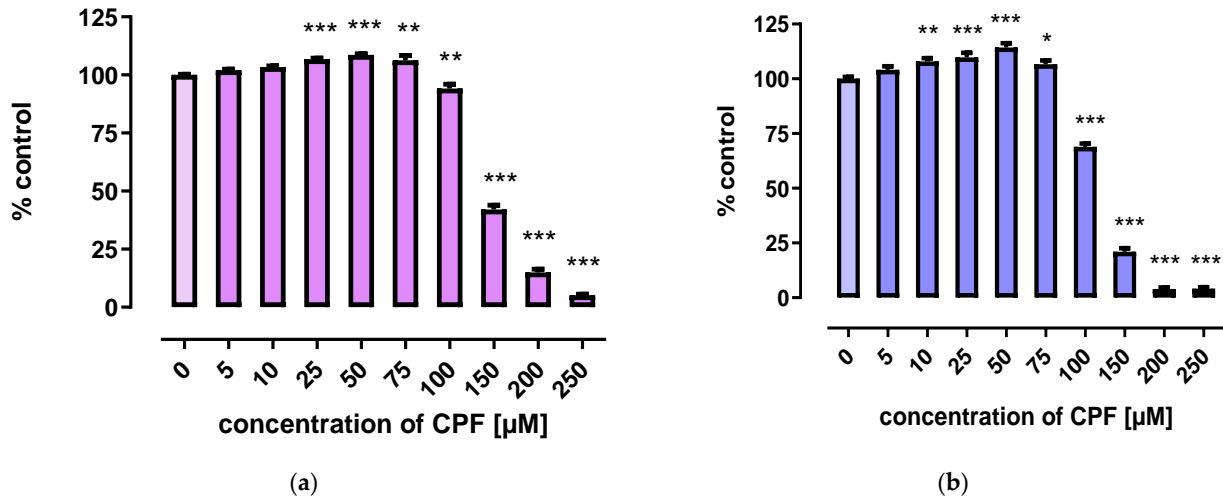 125
100
75
50
25
0
% control
*** *** ** ** *** *** ***
0 5 10 25 50 75 100 150 200 250
concentration of CPF [µM]
(a)
125
100
75
50
25
0
% control
** *** *** * *** *** *** ***
0 5 10 25 50 75 100 150 200 250
concentration of CPF [µM]
(b)